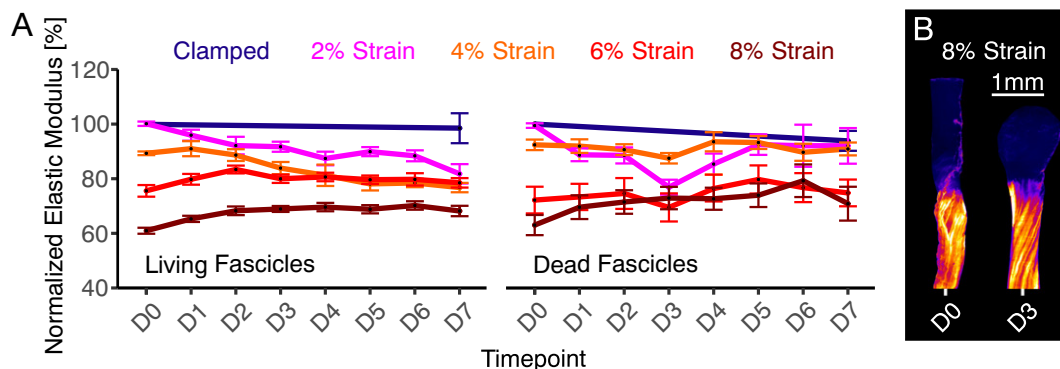 A
Normalized Elastic Modulus [%]
Clamped 2% Strain 4% Strain 6% Strain 8% Strain
120
100
80
60
40
Living Fascicles
Dead Fascicles
D0 D1 D2 D3 D4 D5 D6 D7
D0 D1 D2 D3 D4 D5 D6 D7
Timepoint
B
8% Strain
1mm
D0 D3